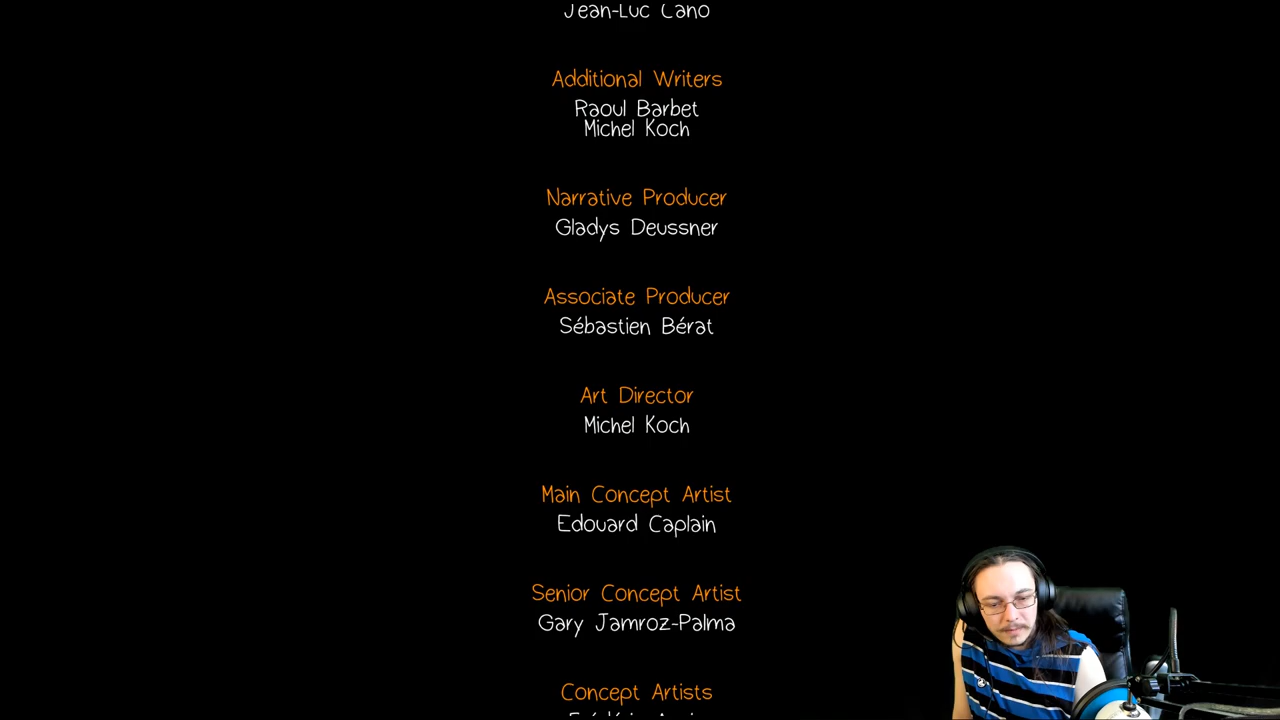 Jean-Luc Cano
Additional Writers
Raoul Barbet
Michel Koch
Narrative Producer
Gladys Deussner
Associate Producer
Sébastien Bérat
Art Director
Michel Koch
Main Concept Artist
Edouard Caplain
Senior Concept Artist
Gary Jamroz-Palma
Concept Artists